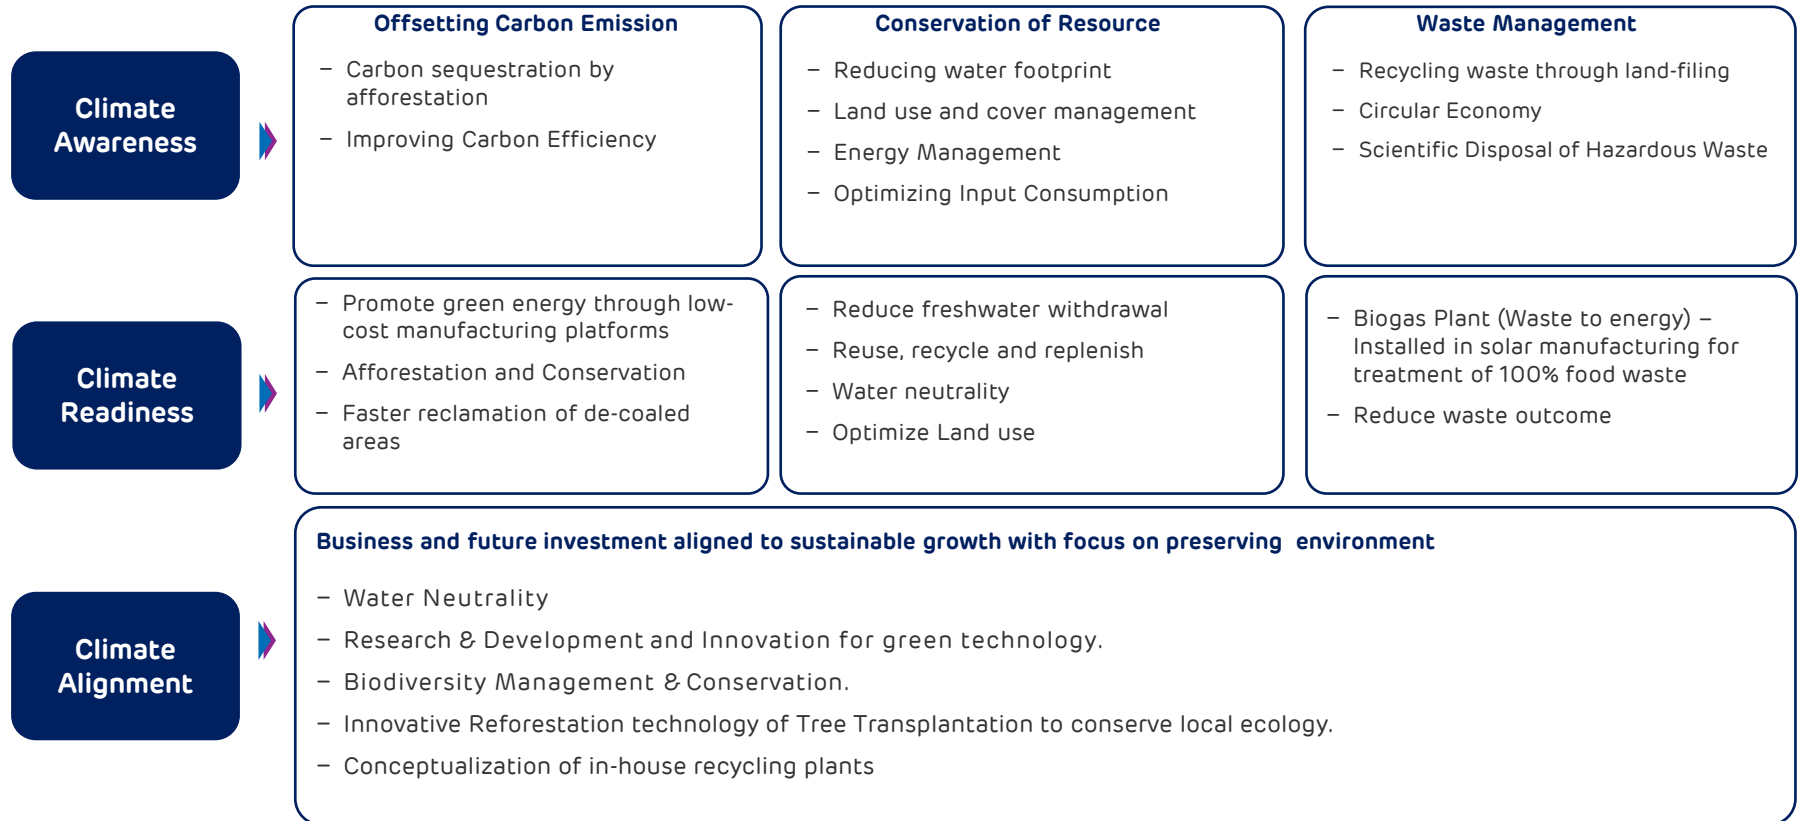 Climate
Awareness
Offsetting Carbon Emission
– Carbon sequestration by
afforestation
– Improving Carbon Efficiency
Conservation of Resource
– Reducing water footprint
– Land use and cover management
– Energy Management
– Optimizing Input Consumption
Waste Management
– Recycling waste through land-filing
– Circular Economy
– Scientific Disposal of Hazardous Waste
Climate
Readiness
– Promote green energy through low-
cost manufacturing platforms
– Afforestation and Conservation
– Faster reclamation of de-coaled
areas
– Reduce freshwater withdrawal
– Reuse, recycle and replenish
– Water neutrality
– Optimize Land use
– Biogas Plant (Waste to energy) –
Installed in solar manufacturing for
treatment of 100% food waste
– Reduce waste outcome
Climate
Alignment
Business and future investment aligned to sustainable growth with focus on preserving environment
– Water Neutrality
– Research & Development and Innovation for green technology.
– Biodiversity Management & Conservation.
– Innovative Reforestation technology of Tree Transplantation to conserve local ecology.
– Conceptualization of in-house recycling plants